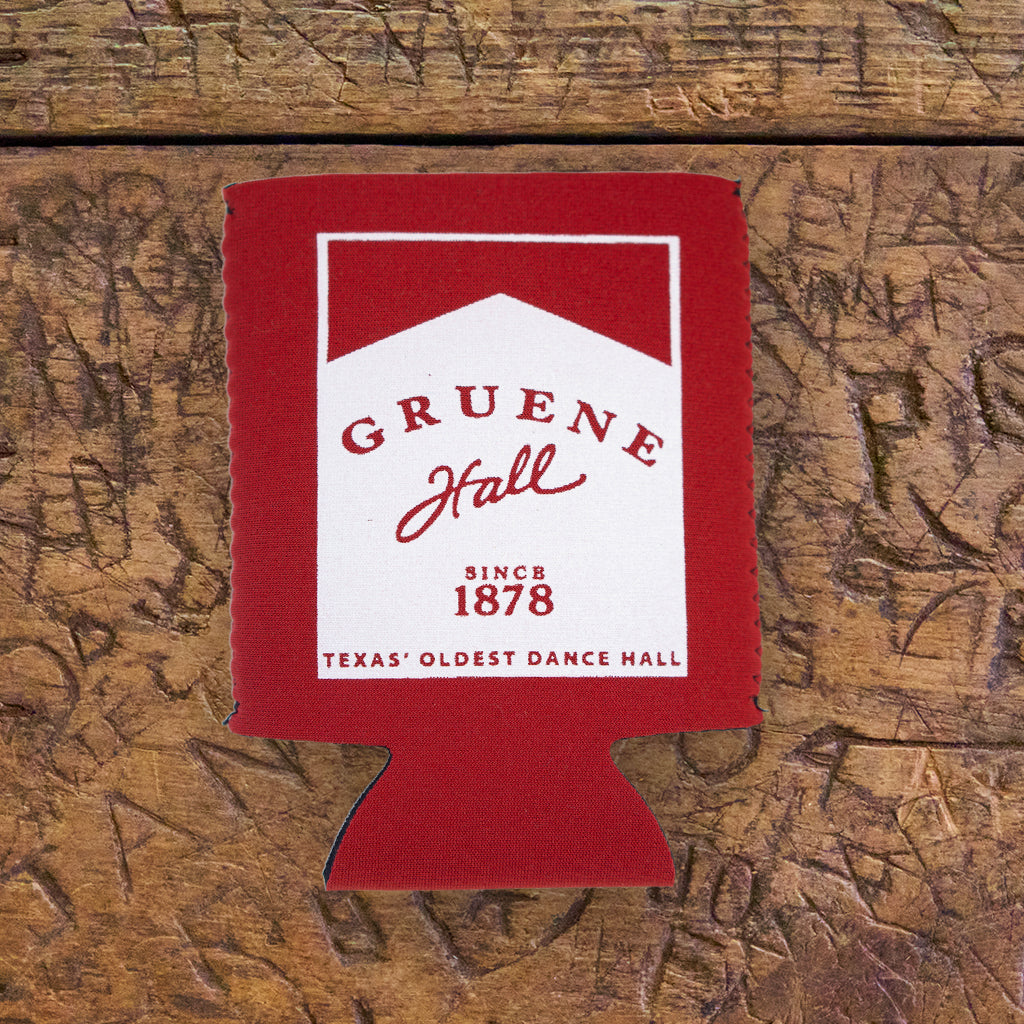 GRUENE
Hall
SINCE
1878
TEXAS' OLDEST DANCE HALL